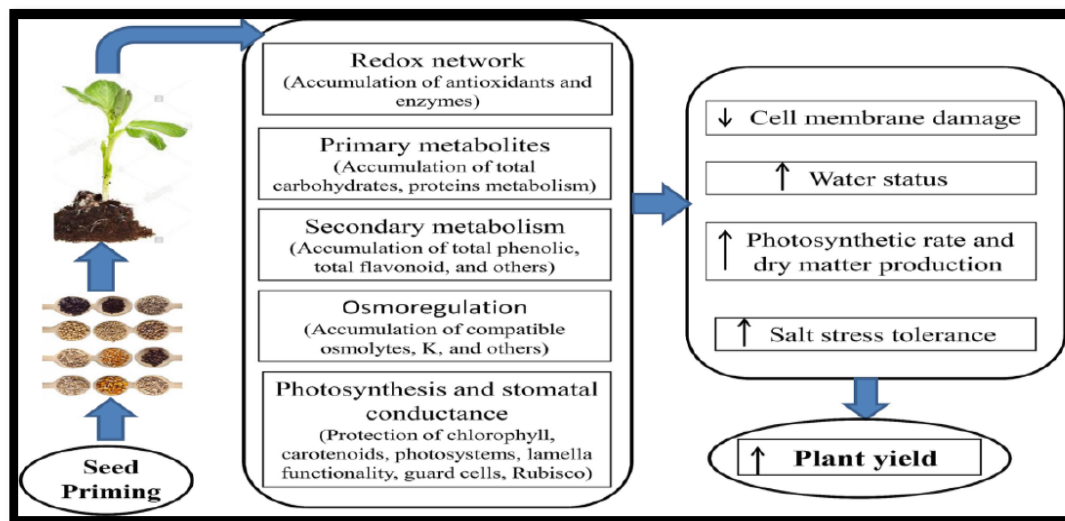 Seed
Priming
Redox network
(Accumulation of antioxidants and
enzymes)
Primary metabolites
(Accumulation of total
carbohydrates, proteins metabolism)
Secondary metabolism
(Accumulation of total phenolic,
total flavonoid, and others)
Osmoregulation
(Accumulation of compatible
osmolytes, K, and others)
Photosynthesis and stomatal
conductance
(Protection of chlorophyll,
carotenoids, photosystems, lamella
functionality, guard cells, Rubisco)
↓ Cell membrane damage
↑ Water status
↑ Photosynthetic rate and
dry matter production
↑ Salt stress tolerance
↑ Plant yield